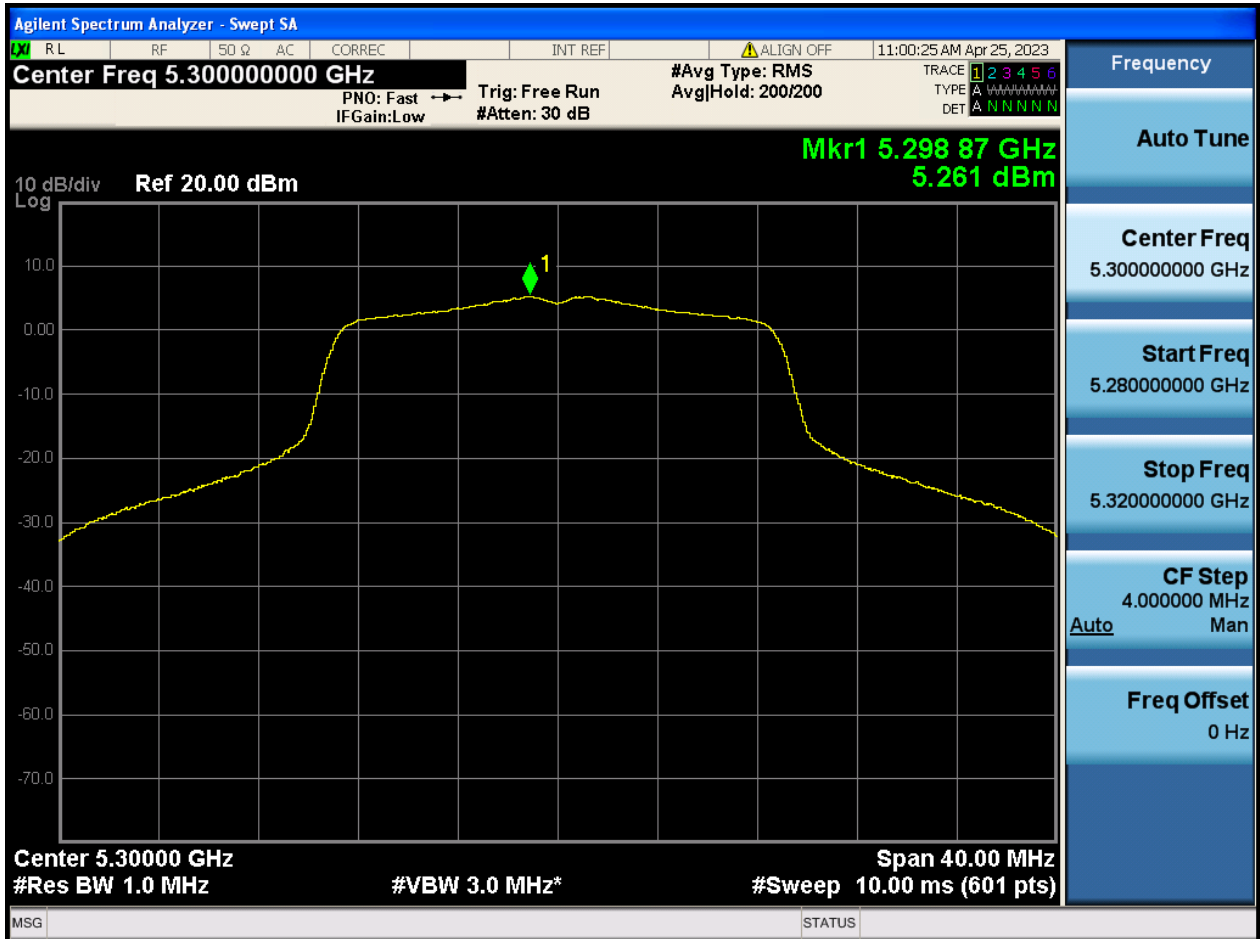 Agilent Spectrum Analyzer - Swept SA
LXI RL RF 50 Ω AC CORREC INT REF ALIGN OFF 11:00:25 AM Apr 25, 2023
Center Freq 5.300000000 GHz
PNO: Fast
IFGain:Low
Trig: Free Run
#Atten: 30 dB
#Avg Type: RMS
Avg|Hold: 200/200
TRACE 1 2 3 4 5 6
TYPE A WWWWW
DET A N N N N N
Mkr1 5.298 87 GHz
5.261 dBm
10 dB/div Ref 20.00 dBm
Log
1
10.0
0.00
-10.0
-20.0
-30.0
-40.0
-50.0
-60.0
-70.0
Center 5.30000 GHz Span 40.00 MHz
#Res BW 1.0 MHz #VBW 3.0 MHz* #Sweep 10.00 ms (601 pts)
MSG STATUS
Frequency
Auto Tune
Center Freq
5.300000000 GHz
Start Freq
5.280000000 GHz
Stop Freq
5.320000000 GHz
CF Step
4.000000 MHz
Auto Man
Freq Offset
0 Hz